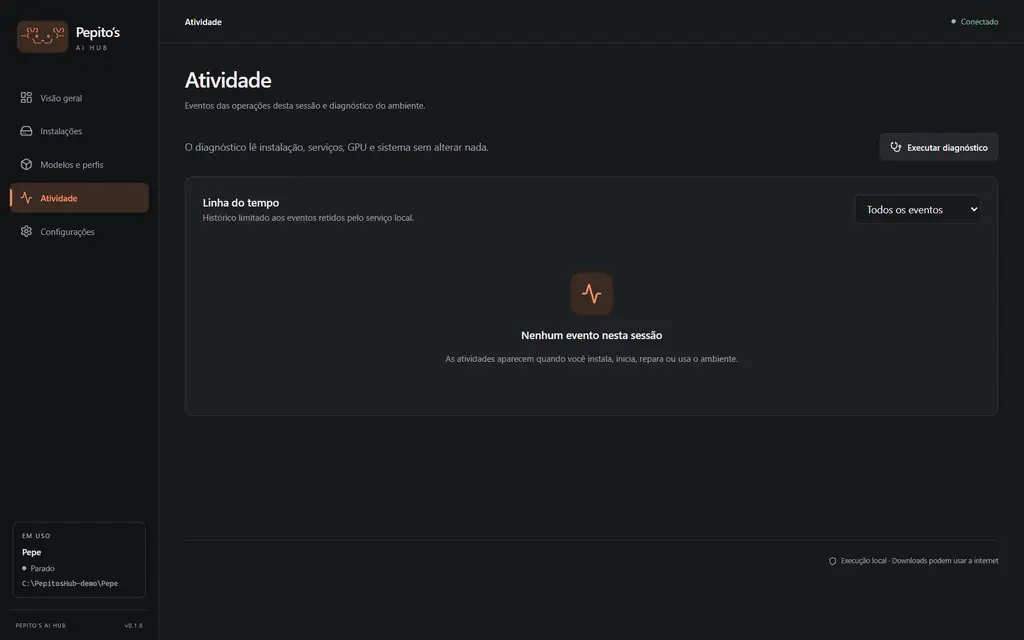 Pepito's
AI HUB
Visão geral
Instalações
Modelos e perfis
Atividade
Configurações
EM USO
Pepe
Parado
C:\PepitosHub-demo\Pepe
PEPITO'S AI HUB
v0.1.0
Atividade
Conectado
Atividade
Eventos das operações desta sessão e diagnóstico do ambiente.
O diagnóstico lê instalação, serviços, GPU e sistema sem alterar nada.
Executar diagnóstico
Linha do tempo
Histórico limitado aos eventos retidos pelo serviço local.
Todos os eventos
Nenhum evento nesta sessão
As atividades aparecem quando você instala, inicia, repara ou usa o ambiente.
Execução local · Downloads podem usar a internet